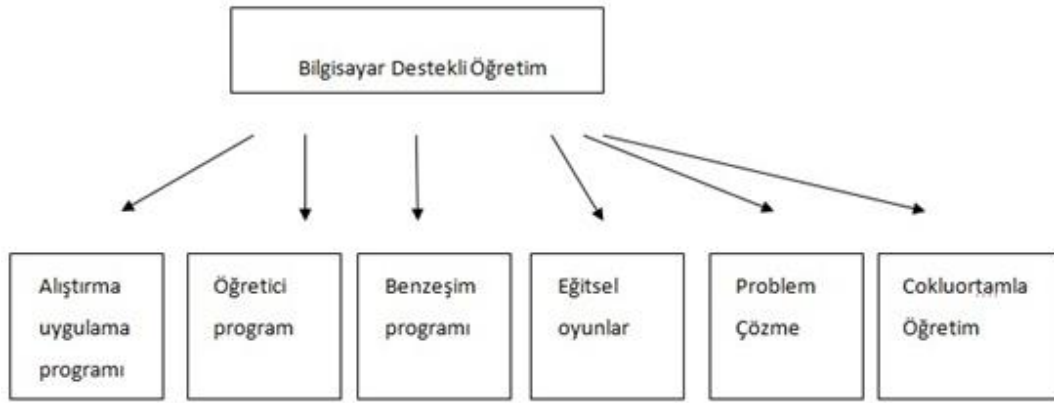 Bilgisayar Destekli Öğretim
Alıştırma
uygulama
programı
Öğretici
program
Benzeşim
programı
Eğitsel
oyunlar
Problem
Çözme
Cokluortamla
Öğretim